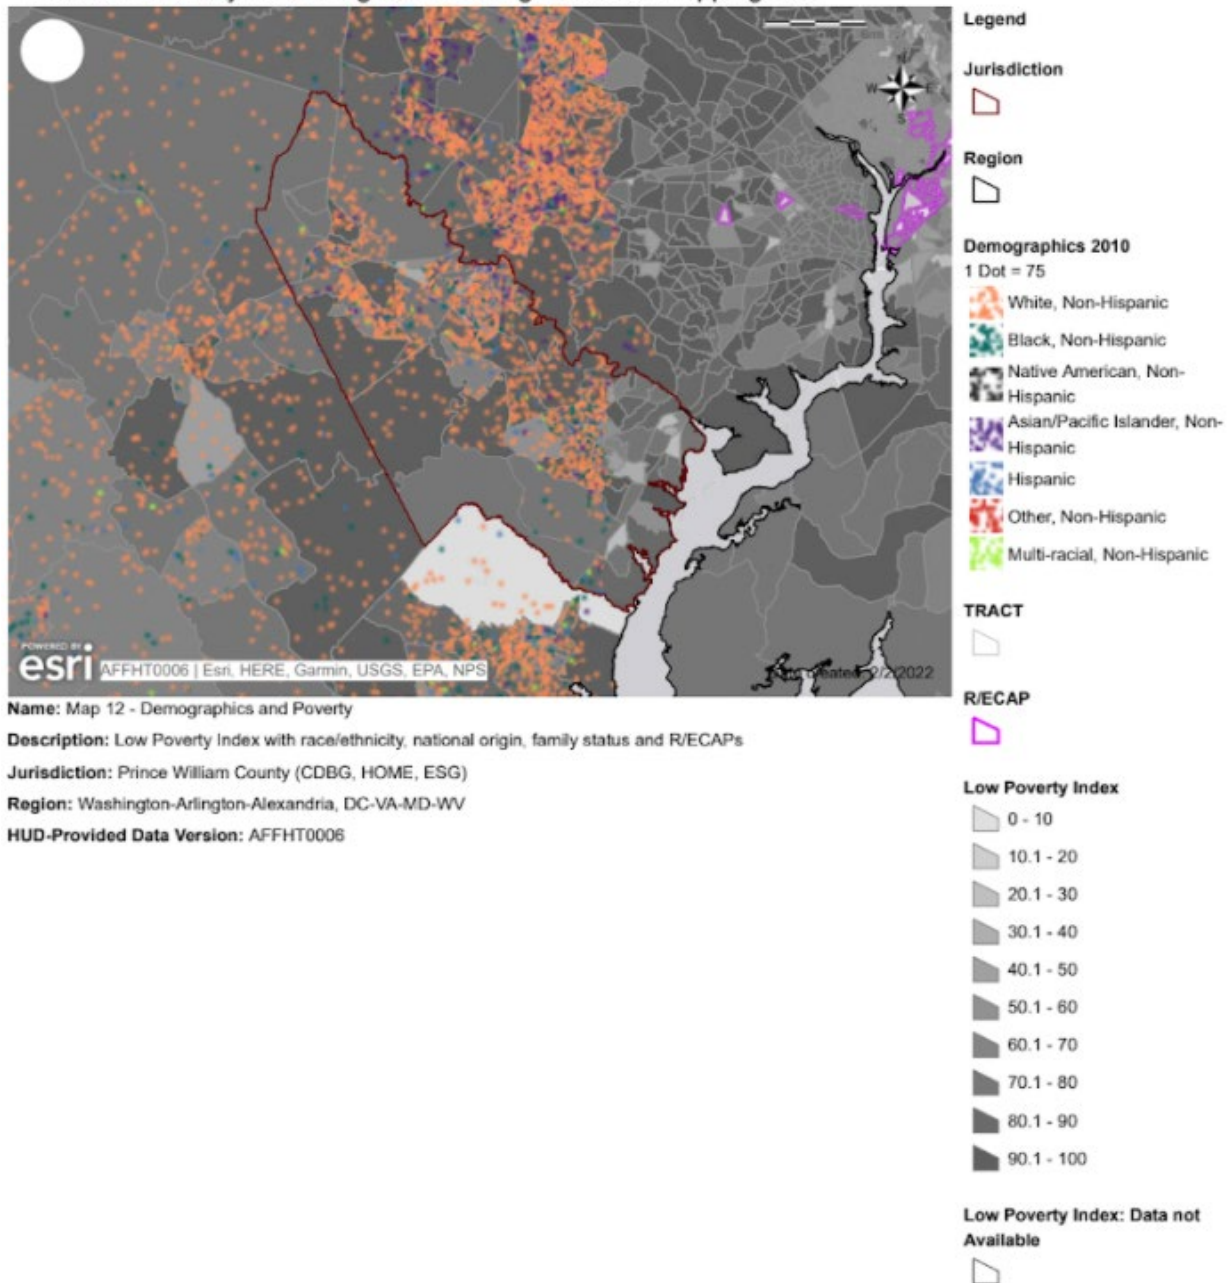 Legend
Jurisdiction
Region
Demographics 2010
1 Dot = 75
White, Non-Hispanic
Black, Non-Hispanic
Native American, Non-
Hispanic
Asian/Pacific Islander, Non-
Hispanic
Hispanic
Other, Non-Hispanic
Multi-racial, Non-Hispanic
TRACT
R/ECAP
Low Poverty Index
0 - 10
10.1 - 20
20.1 - 30
30.1 - 40
40.1 - 50
50.1 - 60
60.1 - 70
70.1 - 80
80.1 - 90
90.1 - 100
Low Poverty Index: Data not
Available
N
W E
S
POWERED BY
esri
AFFHT0006 | Esri, HERE, Garmin, USGS, EPA, NPS
created: 2/2/2022
Name: Map 12 - Demographics and Poverty
Description: Low Poverty Index with race/ethnicity, national origin, family status and R/ECAPs
Jurisdiction: Prince William County (CDBG, HOME, ESG)
Region: Washington-Arlington-Alexandria, DC-VA-MD-WV
HUD-Provided Data Version: AFFHT0006